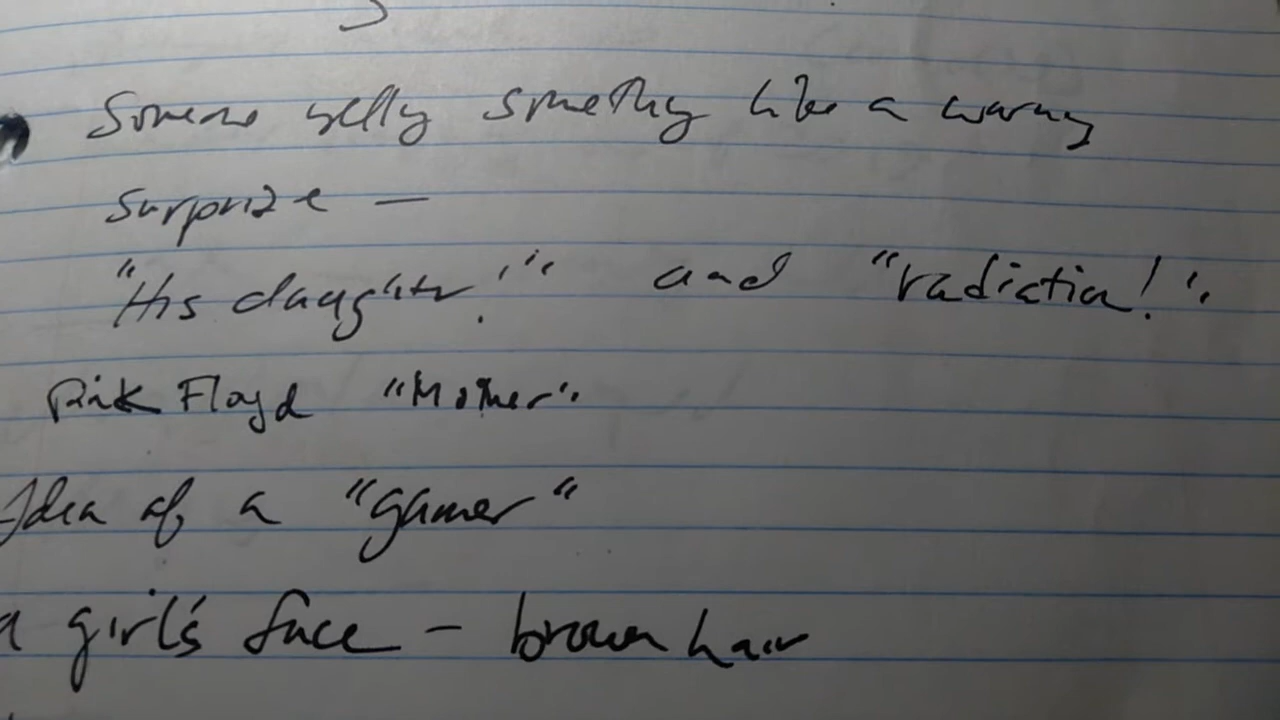 Someone yelling something like a warning
surprize —
"His daughter!" and "radiation!"
Pink Floyd "Mother".
Idea of a "gamer"
a girl's face - brown hair